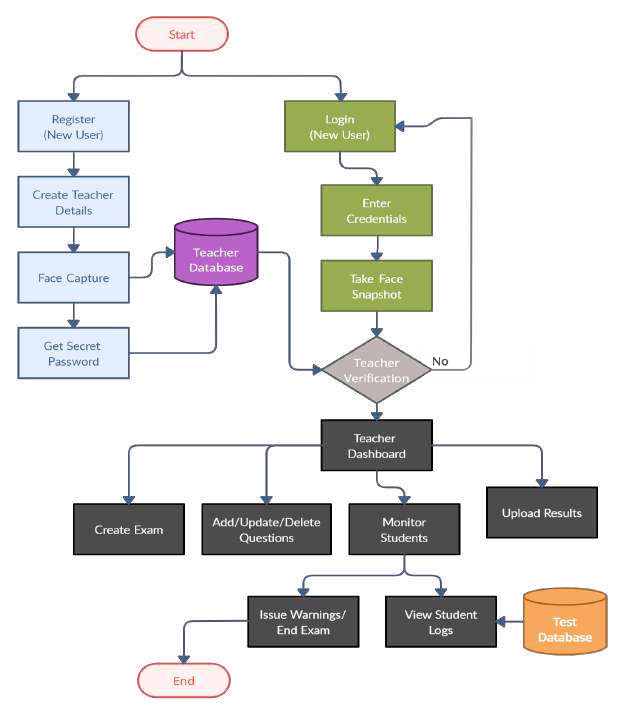 Start
Register
(New User)
Login
(New User)
Create Teacher
Details
Enter
Credentials
Teacher
Database
Face Capture
Take Face
Snapshot
Get Secret
Password
Teacher
Verification
No
Teacher
Dashboard
Create Exam
Add/Update/Delete
Questions
Monitor
Students
Upload Results
Issue Warnings/
End Exam
View Student
Logs
Test
Database
End